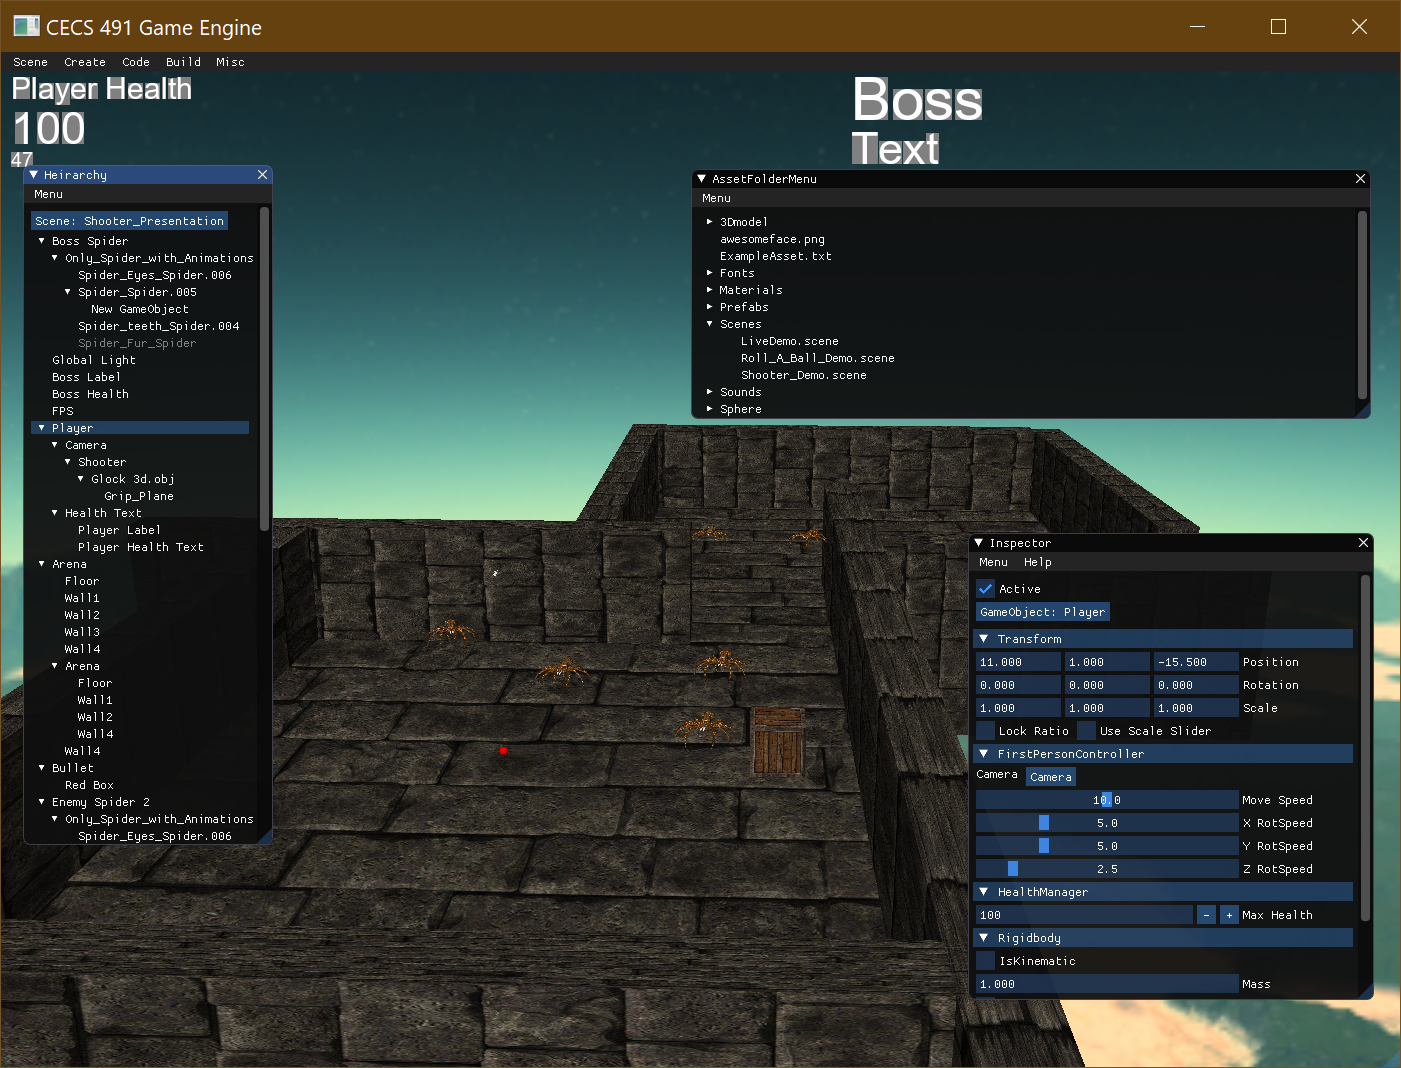 CECS 491 Game Engine
Scene Create Code Build Misc
Player Health
100
47
Boss
Text
Heirarchy
Menu
Scene: Shooter_Presentation
Boss Spider
Only_Spider_with_Animations
Spider_Eyes_Spider.006
Spider_Spider.005
New GameObject
Spider_teeth_Spider.004
Spider_Fur_Spider
Global Light
Boss Label
Boss Health
FPS
Player
Camera
Shooter
Glock 3d.obj
Grip_Plane
Health Text
Player Label
Player Health Text
Arena
Floor
Wall1
Wall2
Wall3
Wall4
Arena
Floor
Wall1
Wall2
Wall4
Wall4
Bullet
Red Box
Enemy Spider 2
Only_Spider_with_Animations
Spider_Eyes_Spider.006
AssetFolderMenu
Menu
3Dmodel
awesomeface.png
ExampleAsset.txt
Fonts
Materials
Prefabs
Scenes
LiveDemo.scene
Roll_A_Ball_Demo.scene
Shooter_Demo.scene
Sounds
Sphere
Inspector
Menu Help
Active
GameObject: Player
Transform
11.000 1.000 -15.500 Position
0.000 0.000 0.000 Rotation
1.000 1.000 1.000 Scale
Lock Ratio Use Scale Slider
FirstPersonController
Camera Camera
10.0 Move Speed
5.0 X RotSpeed
5.0 Y RotSpeed
2.5 Z RotSpeed
HealthManager
100 - + Max Health
Rigidbody
IsKinematic
1.000 Mass